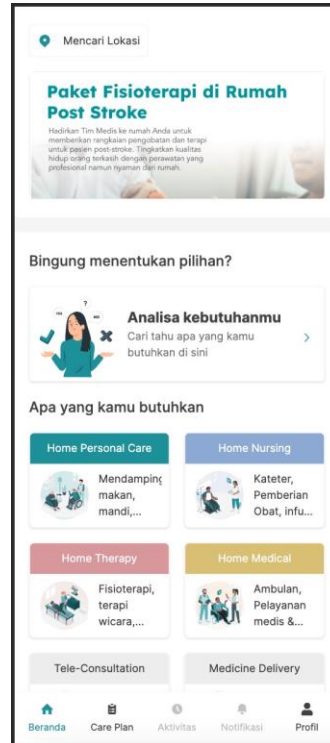 Mencari Lokasi
Paket Fisioterapi di Rumah
Post Stroke
Hadirkan Tim Medis ke rumah Anda untuk
memberikan rangkaian pengobatan dan terapi
untuk pasien post-stroke. Tingkatkan kualitas
hidup orang terkasih dengan perawatan yang
profesional namun nyaman dari rumah.
Bingung menentukan pilihan?
Analisa kebutuhanmu
Cari tahu apa yang kamu
butuhkan di sini
Apa yang kamu butuhkan
Home Personal Care
Mendamping
makan,
mandi,...
Home Nursing
Kateter,
Pemberian
Obat, infu...
Home Therapy
Fisioterapi,
terapi
wicara,...
Home Medical
Ambulan,
Pelayanan
medis &...
Tele-Consultation
Medicine Delivery
Beranda
Care Plan
Aktivitas
Notifikasi
Profil